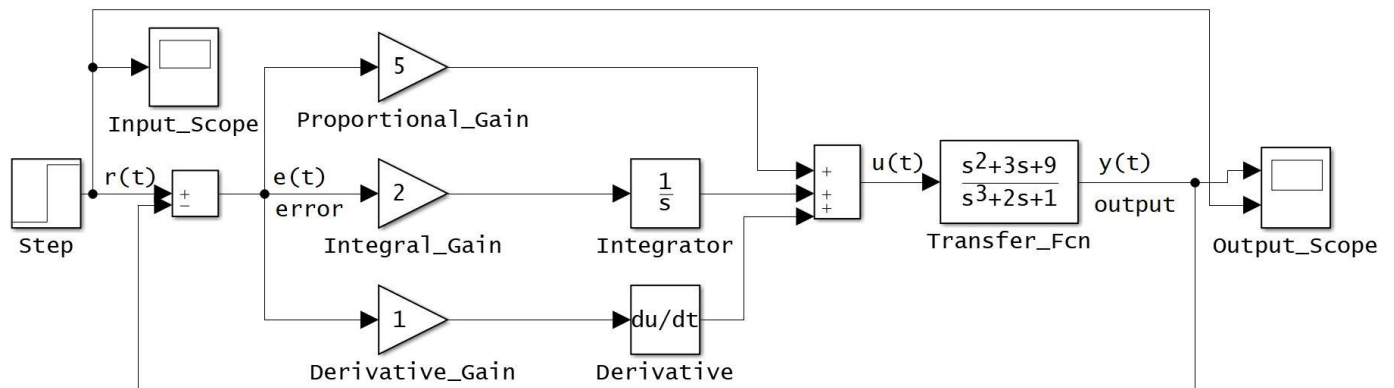 5
Input_Scope
Proportional_Gain
r(t)
+
−
e(t)
error
2
1
s
+
+
+
u(t)
s²+3s+9
s³+2s+1
y(t)
output
Step
Integral_Gain
Integrator
Transfer_Fcn
Output_Scope
1
du/dt
Derivative_Gain
Derivative